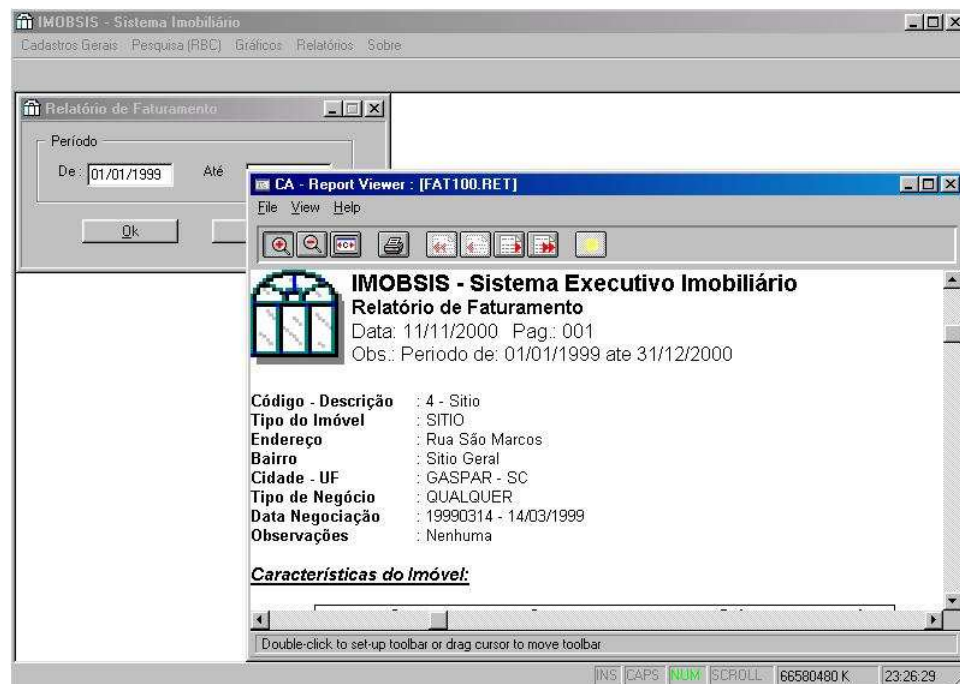 IMOBSIS - Sistema Imobiliário
Cadastros Gerais Pesquisa (RBC) Gráficos Relatórios Sobre
Relatório de Faturamento
Período
De : 01/01/1999 Até
Ok
CA - Report Viewer : [FAT100.RET]
File View Help
IMOBSIS - Sistema Executivo Imobiliário
Relatório de Faturamento
Data: 11/11/2000 Pag.: 001
Obs.: Periodo de: 01/01/1999 ate 31/12/2000
Código - Descrição : 4 - Sitio
Tipo do Imóvel : SITIO
Endereço : Rua São Marcos
Bairro : Sitio Geral
Cidade - UF : GASPAR - SC
Tipo de Negócio : QUALQUER
Data Negociação : 19990314 - 14/03/1999
Observações : Nenhuma
Características do Imóvel:
Double-click to set-up toolbar or drag cursor to move toolbar
INS CAPS NUM SCROLL 66580480 K 23:26:29